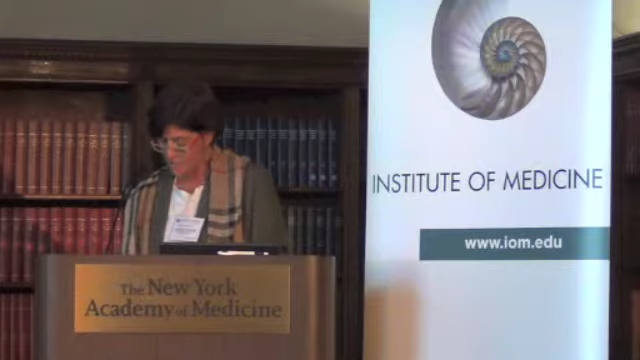 INSTITUTE OF MEDICINE
www.iom.edu
The New York
Academy of Medicine